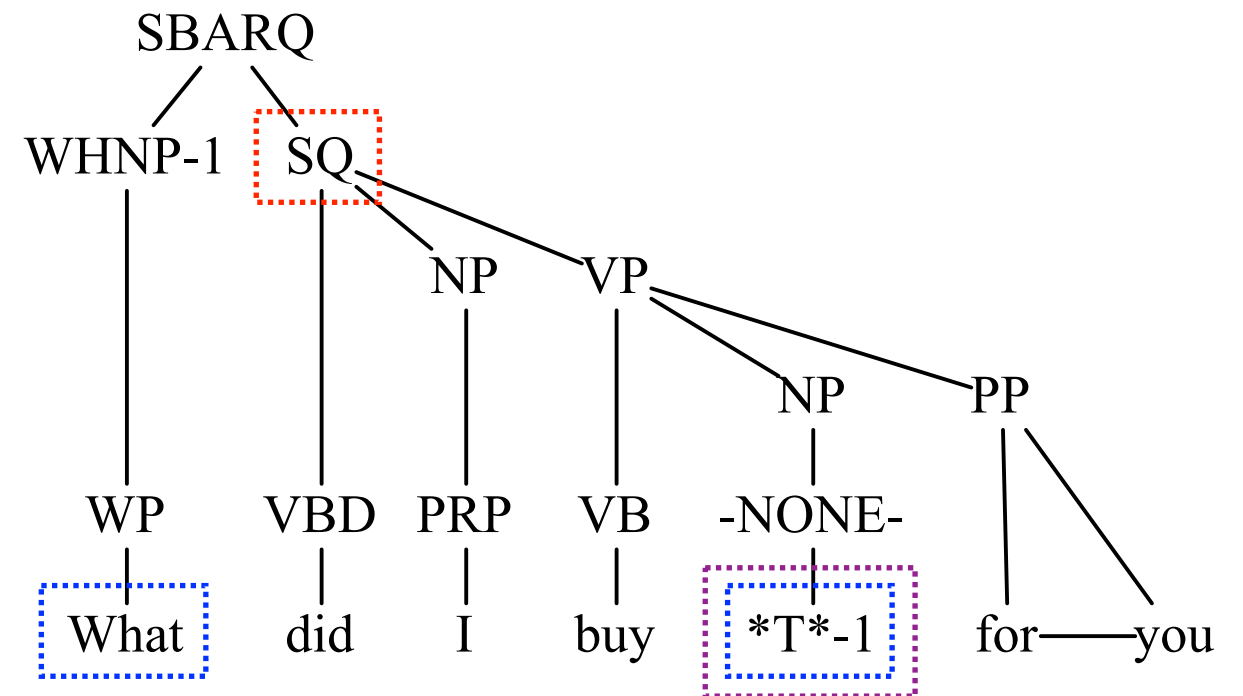 SBARQ
WHNP-1 SQ
NP VP
NP PP
WP VBD PRP VB -NONE-
What did I buy *T*-1 for you